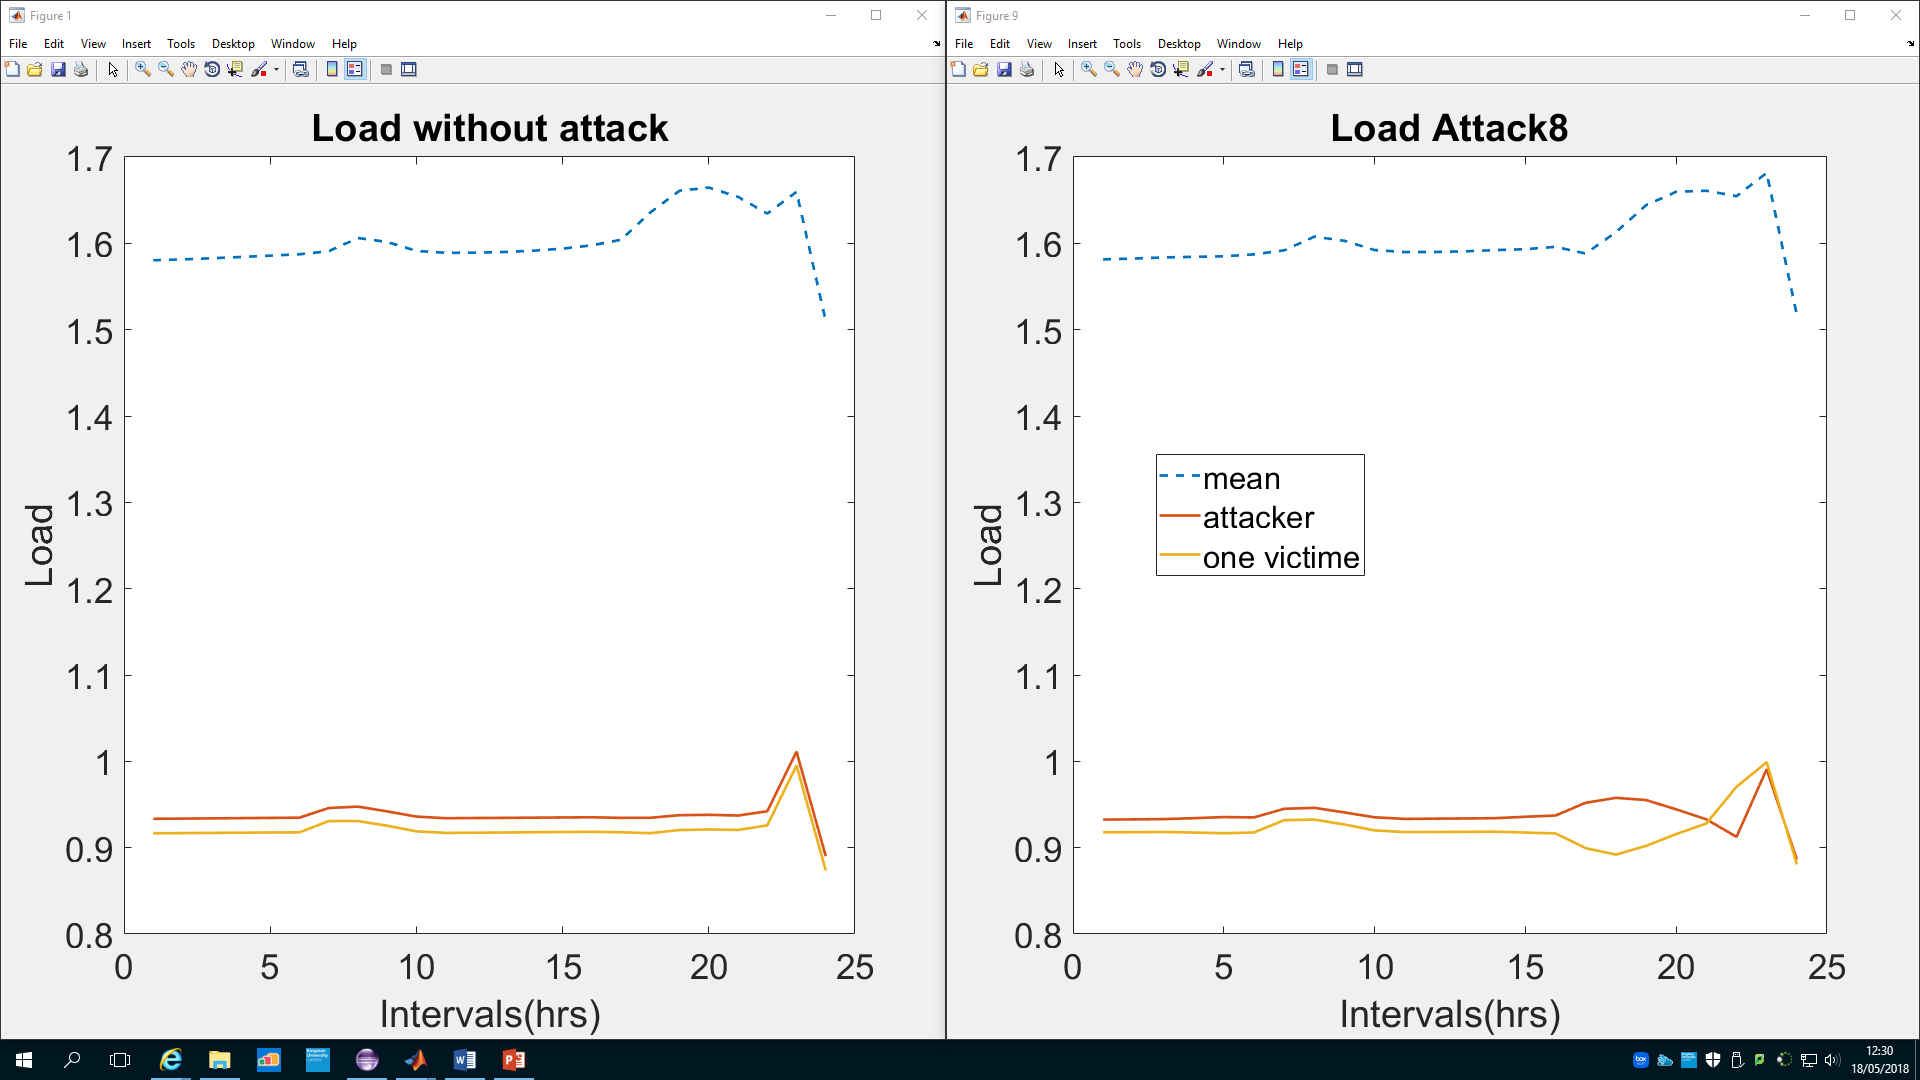 Figure 1
File Edit View Insert Tools Desktop Window Help
Load without attack
1.7
1.6
1.5
1.4
1.3
1.2
1.1
1
0.9
0.8
Load
0 5 10 15 20 25
Intervals(hrs)
Figure 9
File Edit View Insert Tools Desktop Window Help
Load Attack8
1.7
1.6
1.5
1.4
1.3
1.2
1.1
1
0.9
0.8
Load
mean
attacker
one victime
0 5 10 15 20 25
Intervals(hrs)
Kingston
University
London
box
12:30
18/05/2018